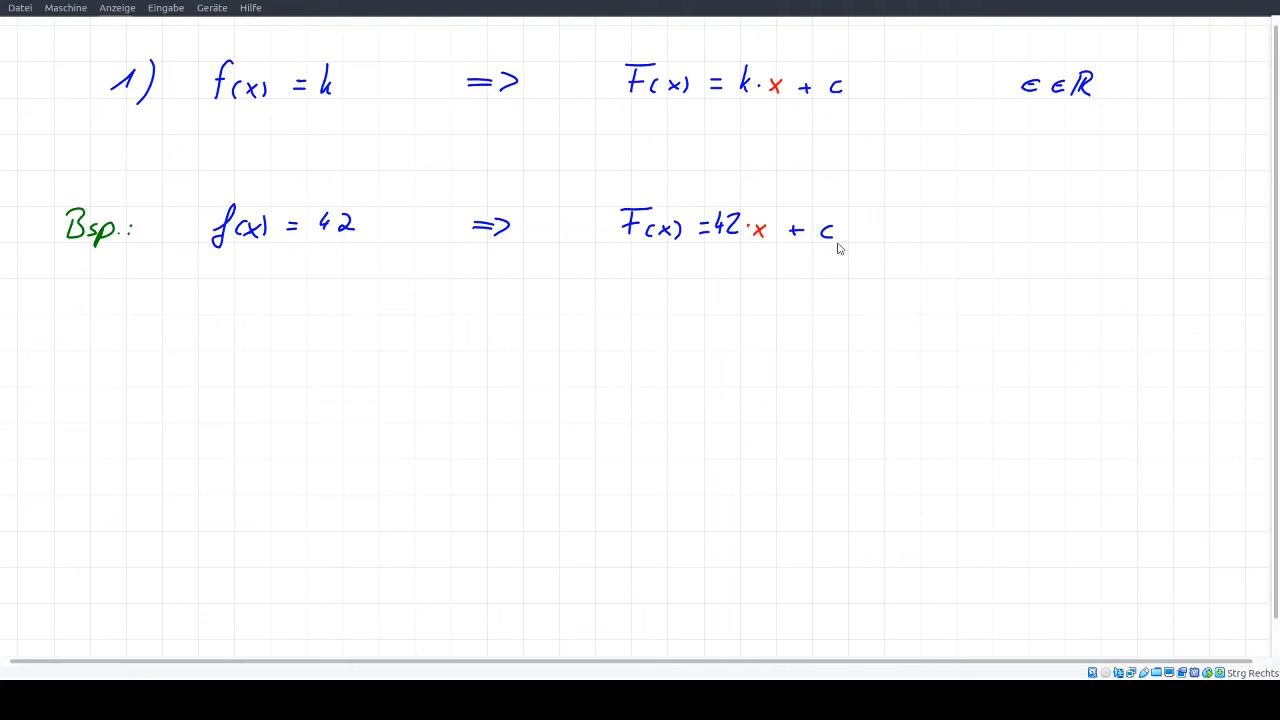 Datei Maschine Anzeige Eingabe Geräte Hilfe
1) f(x) = k => F(x) = k·x + c c ∈ ℝ
Bsp.: f(x) = 42 => F(x) = 42·x + c
Strg Rechts